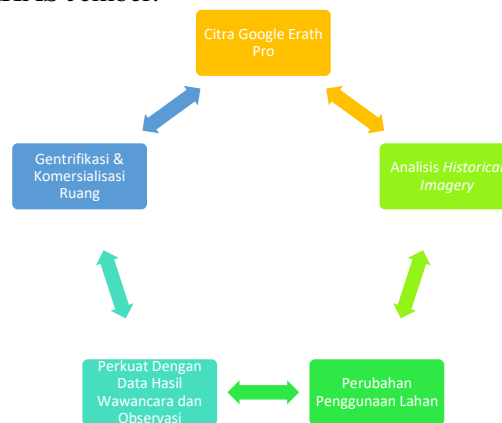 Jember.
Citra Google Erath
Pro
Gentrifikasi &
Komersialisasi
Ruang
Analisis Historical
Imagery
Perkuat Dengan
Data Hasil
Wawancara dan
Observasi
Perubahan
Penggunaan Lahan